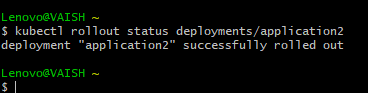 Lenovo@VAISH ~
$ kubectl rollout status deployments/application2
deployment "application2" successfully rolled out
Lenovo@VAISH ~
$